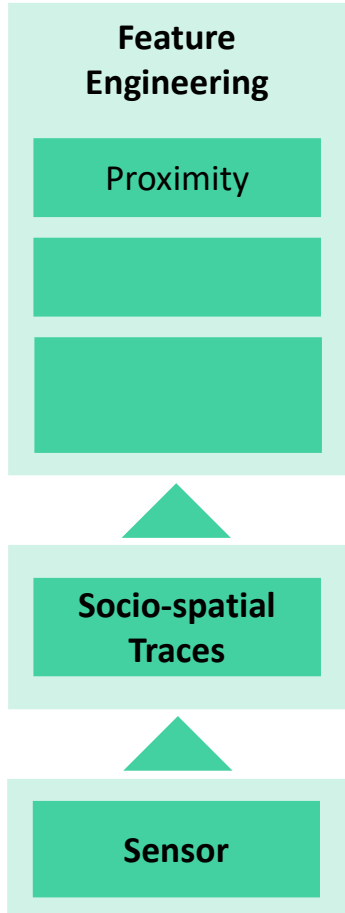 Feature
Engineering
Proximity
Socio-spatial
Traces
Sensor